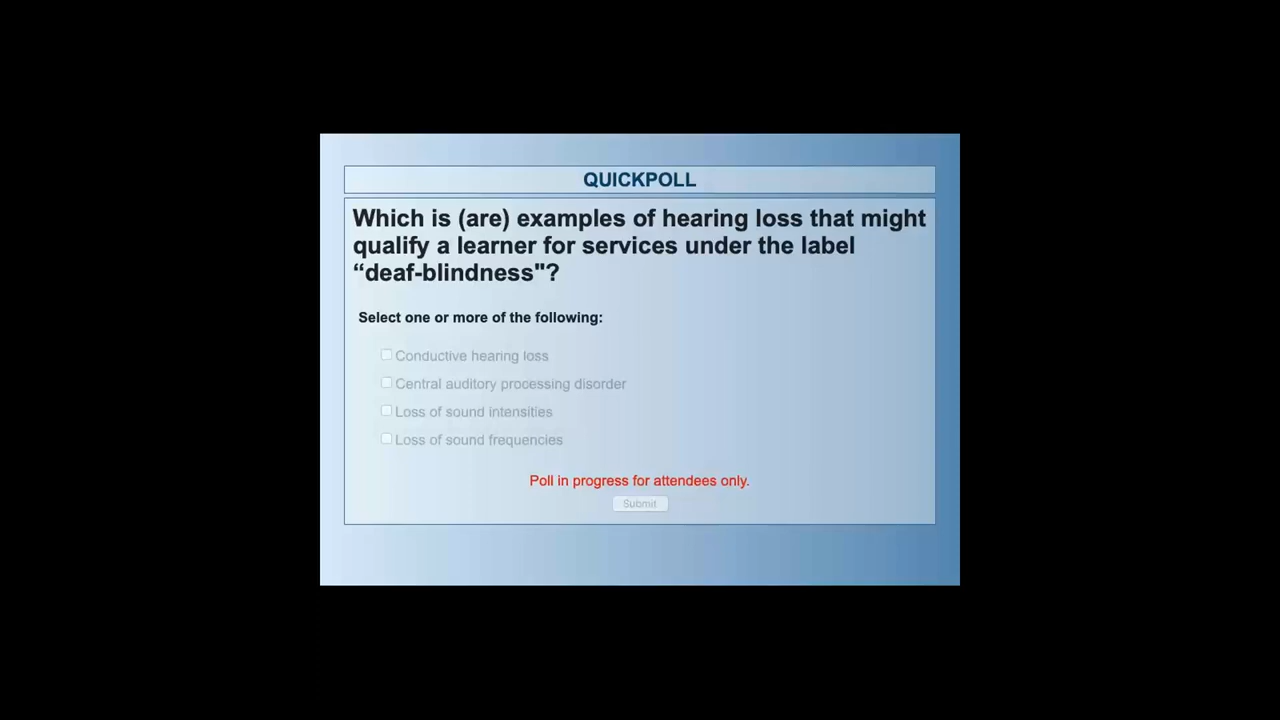 QUICKPOLL
Which is (are) examples of hearing loss that might
qualify a learner for services under the label
“deaf-blindness"?
Select one or more of the following:
Conductive hearing loss
Central auditory processing disorder
Loss of sound intensities
Loss of sound frequencies
Poll in progress for attendees only.
Submit